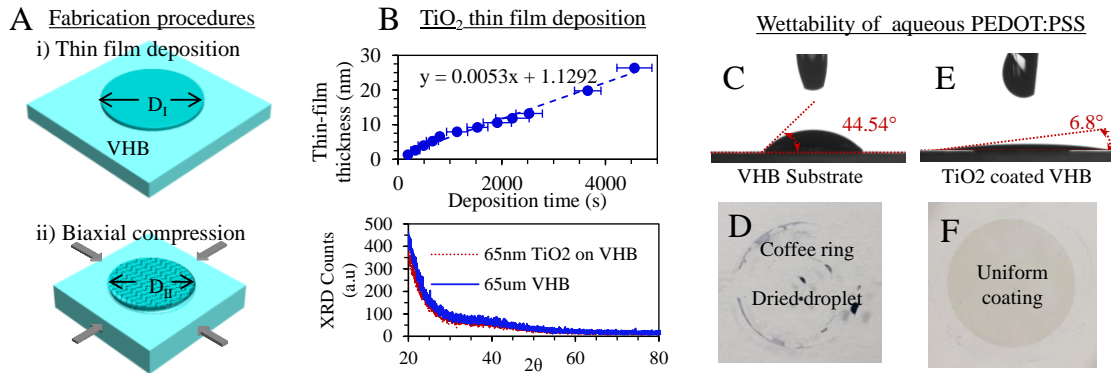 A
Fabrication procedures
i) Thin film deposition
D_I
VHB
ii) Biaxial compression
D_II
B
TiO₂ thin film deposition
y = 0.0053x + 1.1292
Thin-film
thickness (nm)
30
20
10
0
0
2000
4000
Deposition time (s)
XRD Counts
(a.u)
500
400
300
200
100
0
65nm TiO2 on VHB
65um VHB
20
40
60
80
2θ
Wettability of aqueous PEDOT:PSS
C
44.54°
VHB Substrate
E
6.8°
TiO2 coated VHB
D
Coffee ring
Dried droplet
F
Uniform
coating